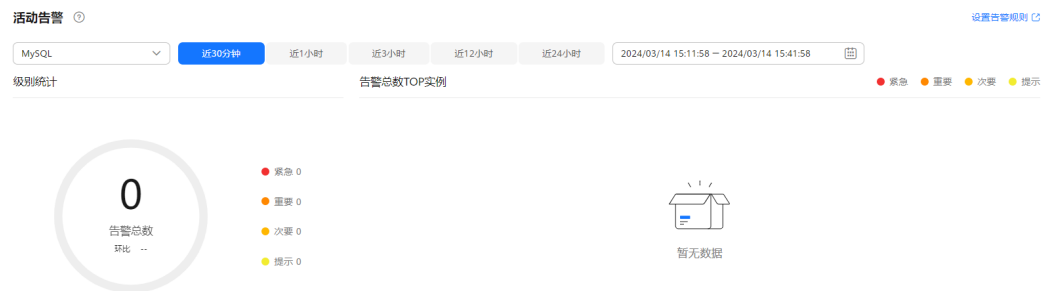 活动告警
设置告警规则
MySQL 近30分钟 近1小时 近3小时 近12小时 近24小时 2024/03/14 15:11:58 - 2024/03/14 15:41:58
级别统计 告警总数TOP实例 紧急 重要 次要 提示
0
告警总数
环比 --
紧急 0
重要 0
次要 0
提示 0
暂无数据